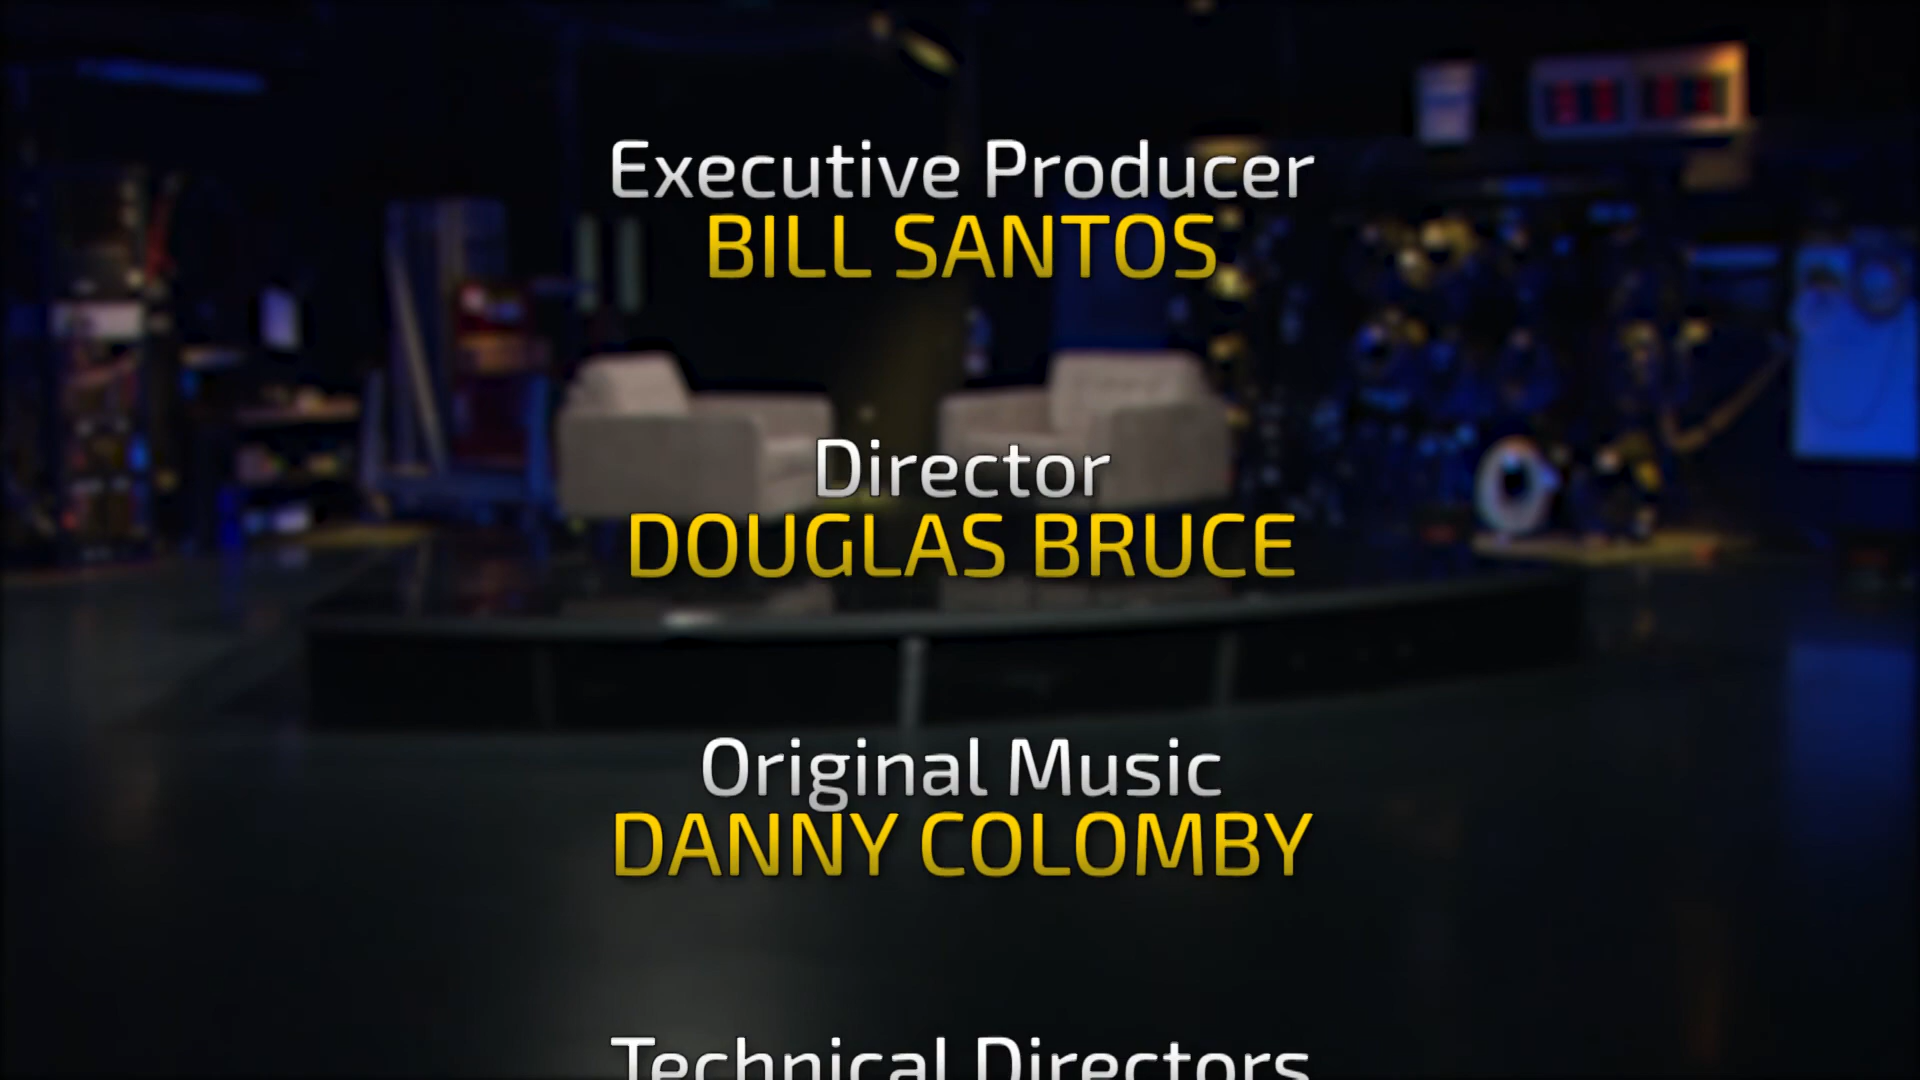 Executive Producer
BILL SANTOS
Director
DOUGLAS BRUCE
Original Music
DANNY COLOMBY
Technical Directors